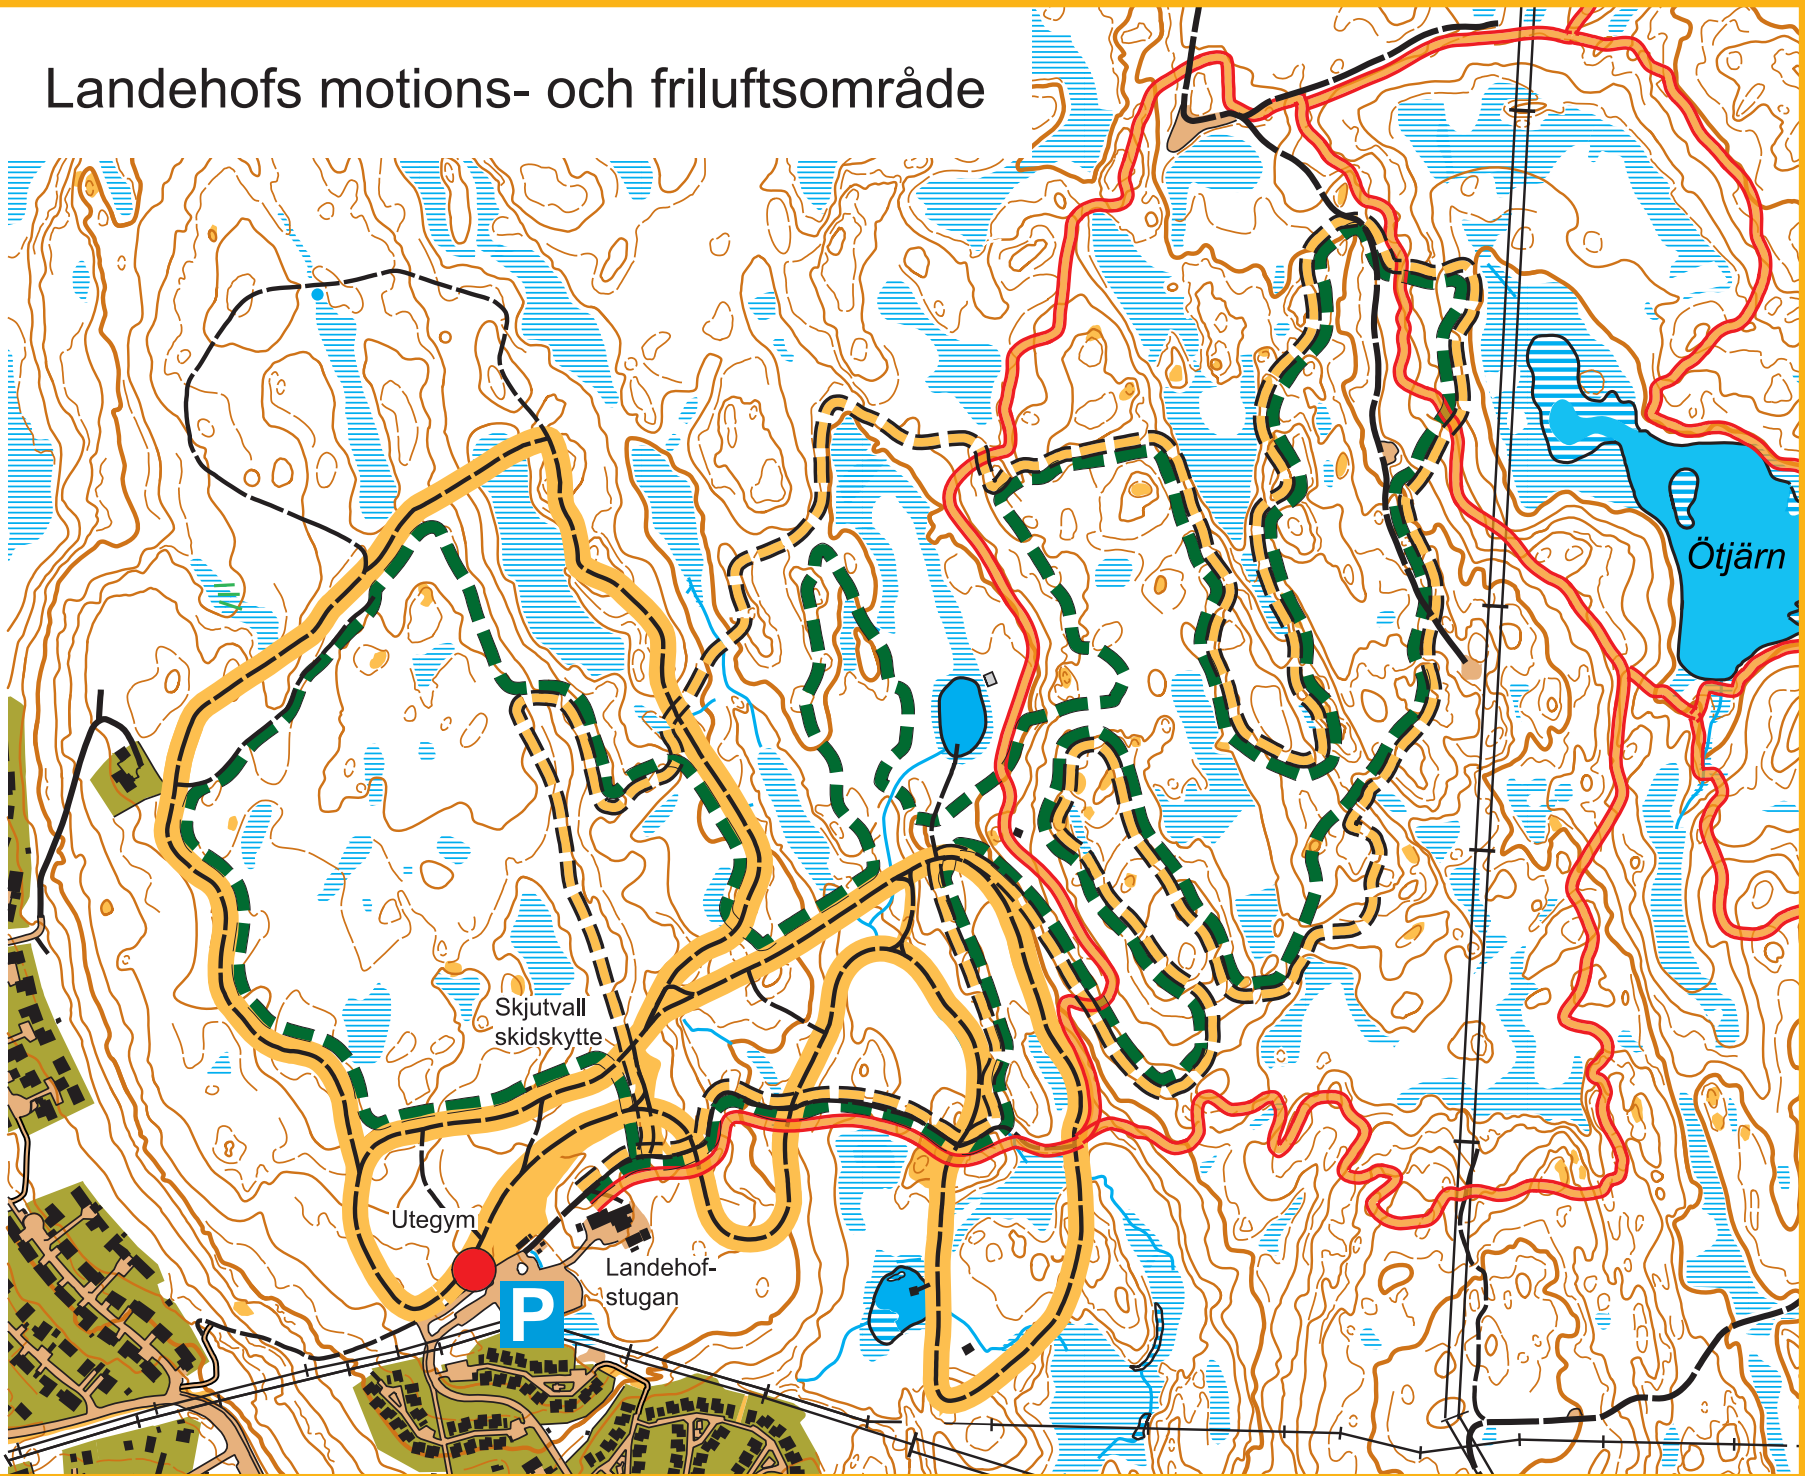 Landehofs motions- och friluftsområde
Ötjärn
Skjutvall
skidskytte
Utegym
Landehof-
stugan
P